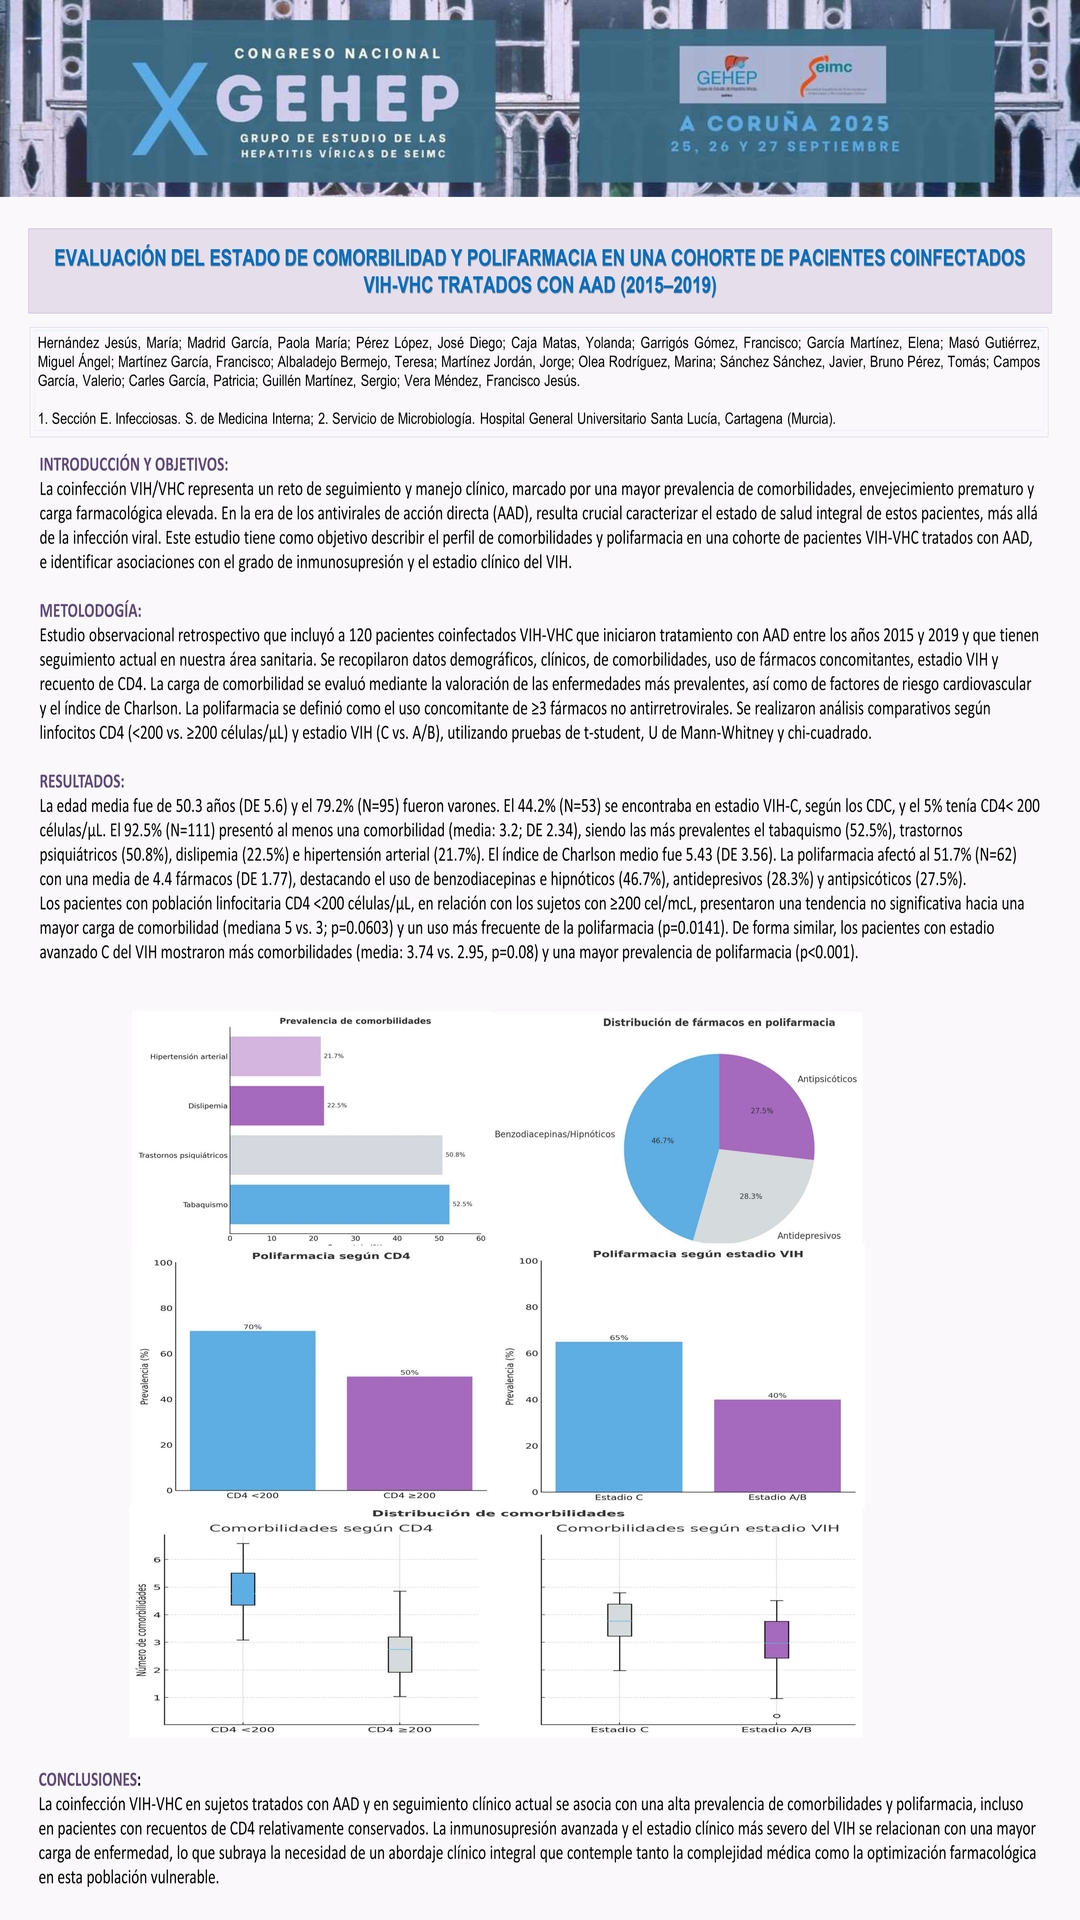 CONGRESO NACIONAL
X GEHEP
GRUPO DE ESTUDIO DE LAS
HEPATITIS VÍRICAS DE SEIMC
GEHEP
Seimc
A CORUÑA 2025
25, 26 Y 27 SEPTIEMBRE
EVALUACIÓN DEL ESTADO DE COMORBILIDAD Y POLIFARMACIA EN UNA COHORTE DE PACIENTES COINFECTADOS
VIH-VHC TRATADOS CON AAD (2015–2019)
Hernández Jesús, María; Madrid García, Paola María; Pérez López, José Diego; Caja Matas, Yolanda; Garrigós Gómez, Francisco; García Martínez, Elena; Masó Gutiérrez,
Miguel Ángel; Martínez García, Francisco; Albaladejo Bermejo, Teresa; Martínez Jordán, Jorge; Olea Rodríguez, Marina; Sánchez Sánchez, Javier, Bruno Pérez, Tomás; Campos
García, Valerio; Carles García, Patricia; Guillén Martínez, Sergio; Vera Méndez, Francisco Jesús.
1. Sección E. Infecciosas. S. de Medicina Interna; 2. Servicio de Microbiología. Hospital General Universitario Santa Lucía, Cartagena (Murcia).
INTRODUCCIÓN Y OBJETIVOS:
La coinfección VIH/VHC representa un reto de seguimiento y manejo clínico, marcado por una mayor prevalencia de comorbilidades, envejecimiento prematuro y
carga farmacológica elevada. En la era de los antivirales de acción directa (AAD), resulta crucial caracterizar el estado de salud integral de estos pacientes, más allá
de la infección viral. Este estudio tiene como objetivo describir el perfil de comorbilidades y polifarmacia en una cohorte de pacientes VIH-VHC tratados con AAD,
e identificar asociaciones con el grado de inmunosupresión y el estadio clínico del VIH.
METOLODOGÍA:
Estudio observacional retrospectivo que incluyó a 120 pacientes coinfectados VIH-VHC que iniciaron tratamiento con AAD entre los años 2015 y 2019 y que tienen
seguimiento actual en nuestra área sanitaria. Se recopilaron datos demográficos, clínicos, de comorbilidades, uso de fármacos concomitantes, estadio VIH y
recuento de CD4. La carga de comorbilidad se evaluó mediante la valoración de las enfermedades más prevalentes, así como de factores de riesgo cardiovascular
y el índice de Charlson. La polifarmacia se definió como el uso concomitante de ≥3 fármacos no antirretrovirales. Se realizaron análisis comparativos según
linfocitos CD4 (<200 vs. ≥200 células/µL) y estadio VIH (C vs. A/B), utilizando pruebas de t-student, U de Mann-Whitney y chi-cuadrado.
RESULTADOS:
La edad media fue de 50.3 años (DE 5.6) y el 79.2% (N=95) fueron varones. El 44.2% (N=53) se encontraba en estadio VIH-C, según los CDC, y el 5% tenía CD4< 200
células/µL. El 92.5% (N=111) presentó al menos una comorbilidad (media: 3.2; DE 2.34), siendo las más prevalentes el tabaquismo (52.5%), trastornos
psiquiátricos (50.8%), dislipemia (22.5%) e hipertensión arterial (21.7%). El índice de Charlson medio fue 5.43 (DE 3.56). La polifarmacia afectó al 51.7% (N=62)
con una media de 4.4 fármacos (DE 1.77), destacando el uso de benzodiacepinas e hipnóticos (46.7%), antidepresivos (28.3%) y antipsicóticos (27.5%).
Los pacientes con población linfocitaria CD4 <200 células/µL, en relación con los sujetos con ≥200 cel/mcL, presentaron una tendencia no significativa hacia una
mayor carga de comorbilidad (mediana 5 vs. 3; p=0.0603) y un uso más frecuente de la polifarmacia (p=0.0141). De forma similar, los pacientes con estadio
avanzado C del VIH mostraron más comorbilidades (media: 3.74 vs. 2.95, p=0.08) y una mayor prevalencia de polifarmacia (p<0.001).
Prevalencia de comorbilidades
Hipertensión arterial 21.7%
Dislipemia 22.5%
Trastornos psiquiátricos 50.8%
Tabaquismo 52.5%
0 10 20 30 40 50 60
Distribución de fármacos en polifarmacia
Antipsicóticos
27.5%
Benzodiacepinas/Hipnóticos
46.7%
28.3%
Antidepresivos
Polifarmacia según CD4
Prevalencia (%)
100
80
60
40
20
0
70%
50%
CD4 <200 CD4 ≥200
Polifarmacia según estadio VIH
Prevalencia (%)
100
80
60
40
20
0
65%
40%
Estadio C Estadio A/B
Distribución de comorbilidades
Comorbilidades según CD4
Número de comorbilidades
6
5
4
3
2
1
CD4 <200 CD4 ≥200
Comorbilidades según estadio VIH
Estadio C Estadio A/B
CONCLUSIONES:
La coinfección VIH-VHC en sujetos tratados con AAD y en seguimiento clínico actual se asocia con una alta prevalencia de comorbilidades y polifarmacia, incluso
en pacientes con recuentos de CD4 relativamente conservados. La inmunosupresión avanzada y el estadio clínico más severo del VIH se relacionan con una mayor
carga de enfermedad, lo que subraya la necesidad de un abordaje clínico integral que contemple tanto la complejidad médica como la optimización farmacológica
en esta población vulnerable.